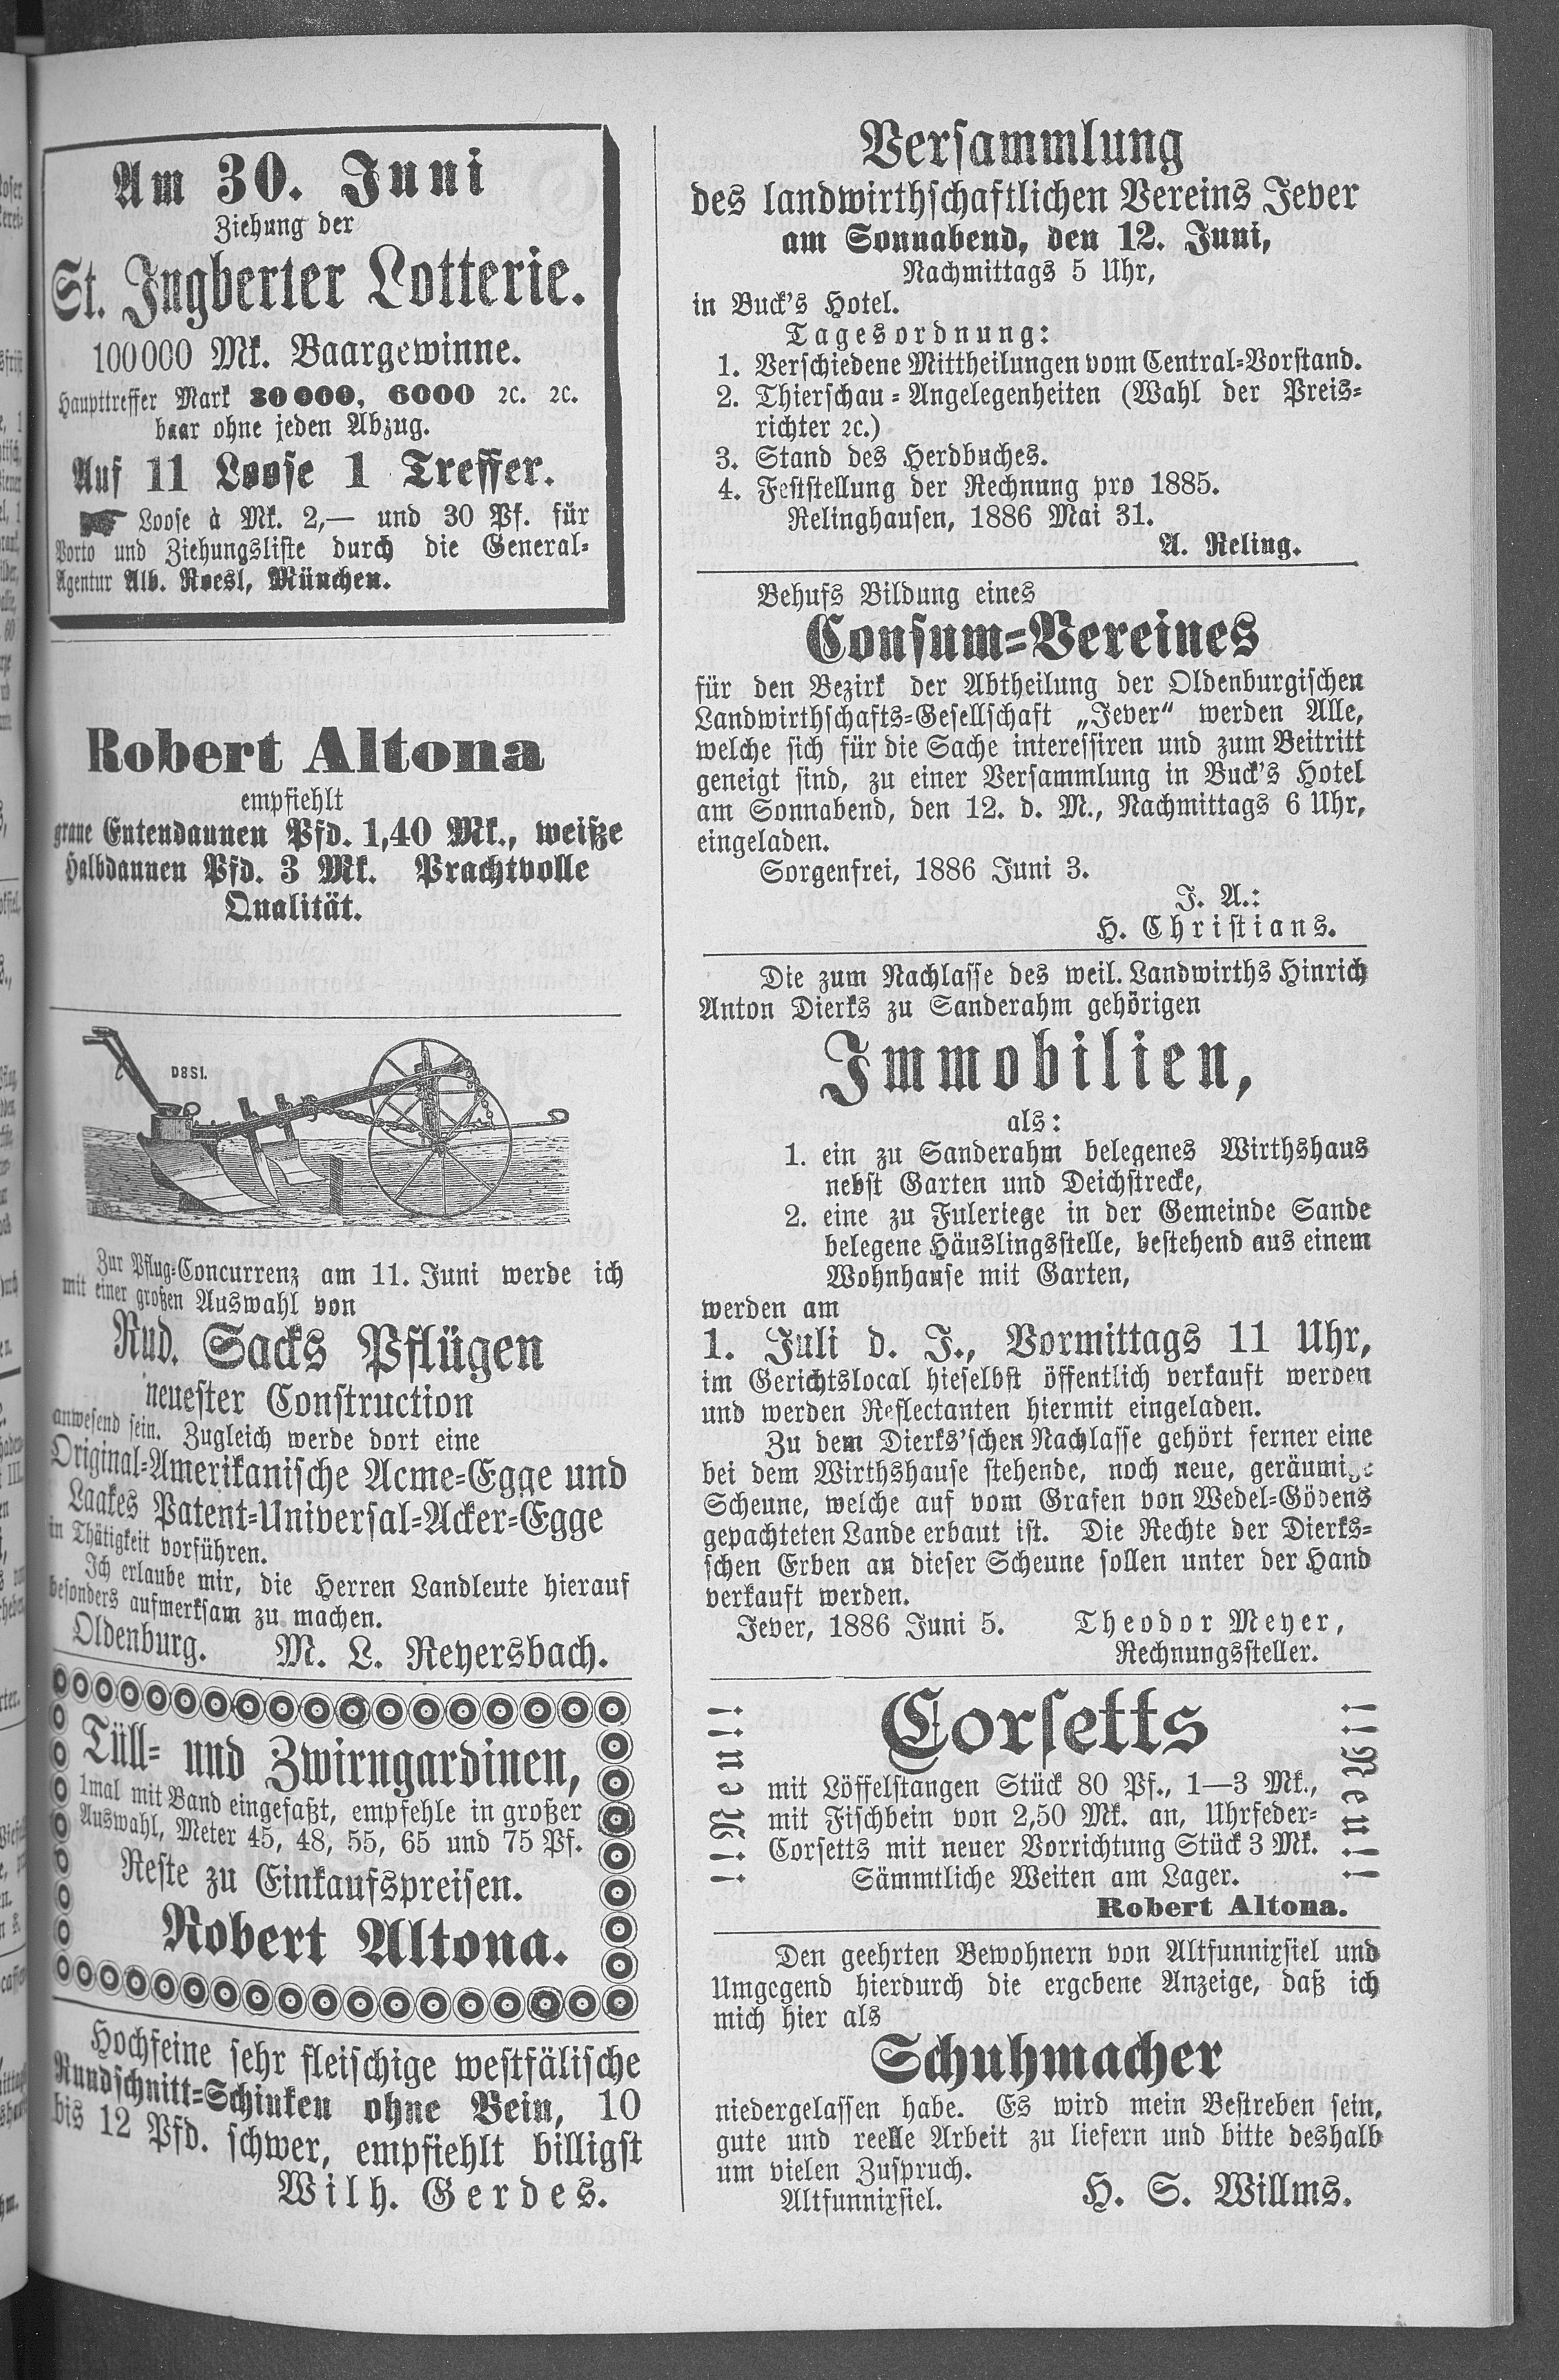 Am 30. Juni
Ziehung der
St. Ingberter Lotterie.
100000 Mk. Baargewinne.
Haupttreffer Mark 30000, 6000 ꝛc. ꝛc.
baar ohne jeden Abzug.
Auf 11 Loose 1 Treffer.
Loose à Mk. 2,— und 30 Pf. für
Porto und Ziehungsliste durch die General-
Agentur Alb. Roesl, München.
Robert Altona
empfiehlt
graue Entendaunen Pfd. 1,40 Mk., weiße
Halbdaunen Pfd. 3 Mk. Prachtvolle
Qualität.
D8SI.
Zur Pflug-Concurrenz am 11. Juni werde ich
mit einer großen Auswahl von
Rud. Sacks Pflügen
neuester Construction
anwesend sein. Zugleich werde dort eine
Original-Amerikanische Acme-Egge und
Laakes Patent-Universal-Acker-Egge
in Thätigkeit vorführen.
Ich erlaube mir, die Herren Landleute hierauf
besonders aufmerksam zu machen.
Oldenburg. M. L. Reyersbach.
Tüll- und Zwirngardinen,
1mal mit Band eingefaßt, empfehle in großer
Auswahl, Meter 45, 48, 55, 65 und 75 Pf.
Reste zu Einkaufspreisen.
Robert Altona.
Hochfeine sehr fleischige westfälische
Rundschnitt-Schinken ohne Bein, 10
bis 12 Pfd. schwer, empfiehlt billigst
Wilh. Gerdes.
Versammlung
des landwirthschaftlichen Vereins Jever
am Sonnabend, den 12. Juni,
Nachmittags 5 Uhr,
in Buck's Hotel.
Tagesordnung:
1. Verschiedene Mittheilungen vom Central-Vorstand.
2. Thierschau-Angelegenheiten (Wahl der Preis-
richter ꝛc.)
3. Stand des Herdbuches.
4. Feststellung der Rechnung pro 1885.
Relinghausen, 1886 Mai 31.
A. Reling.
Behufs Bildung eines
Consum-Vereines
für den Bezirk der Abtheilung der Oldenburgischen
Landwirthschafts-Gesellschaft „Jever“ werden Alle,
welche sich für die Sache interessiren und zum Beitritt
geneigt sind, zu einer Versammlung in Buck's Hotel
am Sonnabend, den 12. d. M., Nachmittags 6 Uhr,
eingeladen.
Sorgenfrei, 1886 Juni 3.
J. A.:
H. Christians.
Die zum Nachlasse des weil. Landwirths Hinrich
Anton Dierks zu Sanderahm gehörigen
Immobilien,
als:
1. ein zu Sanderahm belegenes Wirthshaus
nebst Garten und Deichstrecke,
2. eine zu Fuleriege in der Gemeinde Sande
belegene Häuslingsstelle, bestehend aus einem
Wohnhause mit Garten,
werden am
1. Juli d. J., Vormittags 11 Uhr,
im Gerichtslocal hieselbst öffentlich verkauft werden
und werden Reflectanten hiermit eingeladen.
Zu dem Dierks'schen Nachlasse gehört ferner eine
bei dem Wirthshause stehende, noch neue, geräumige
Scheune, welche auf vom Grafen von Wedel-Gödens
gepachteten Lande erbaut ist. Die Rechte der Dierks-
schen Erben an dieser Scheune sollen unter der Hand
verkauft werden.
Jever, 1886 Juni 5. Theodor Meyer,
Rechnungssteller.
!! Neu!!
Corsetts
mit Löffelstangen Stück 80 Pf., 1—3 Mk.,
mit Fischbein von 2,50 Mk. an, Uhrfeder-
Corsetts mit neuer Vorrichtung Stück 3 Mk.
Sämmtliche Weiten am Lager.
Robert Altona.
!! Neu!!
Den geehrten Bewohnern von Altfunnixsiel und
Umgegend hierdurch die ergebene Anzeige, daß ich
mich hier als
Schuhmacher
niedergelassen habe. Es wird mein Bestreben sein,
gute und reelle Arbeit zu liefern und bitte deshalb
um vielen Zuspruch.
Altfunnixsiel. H. S. Willms.